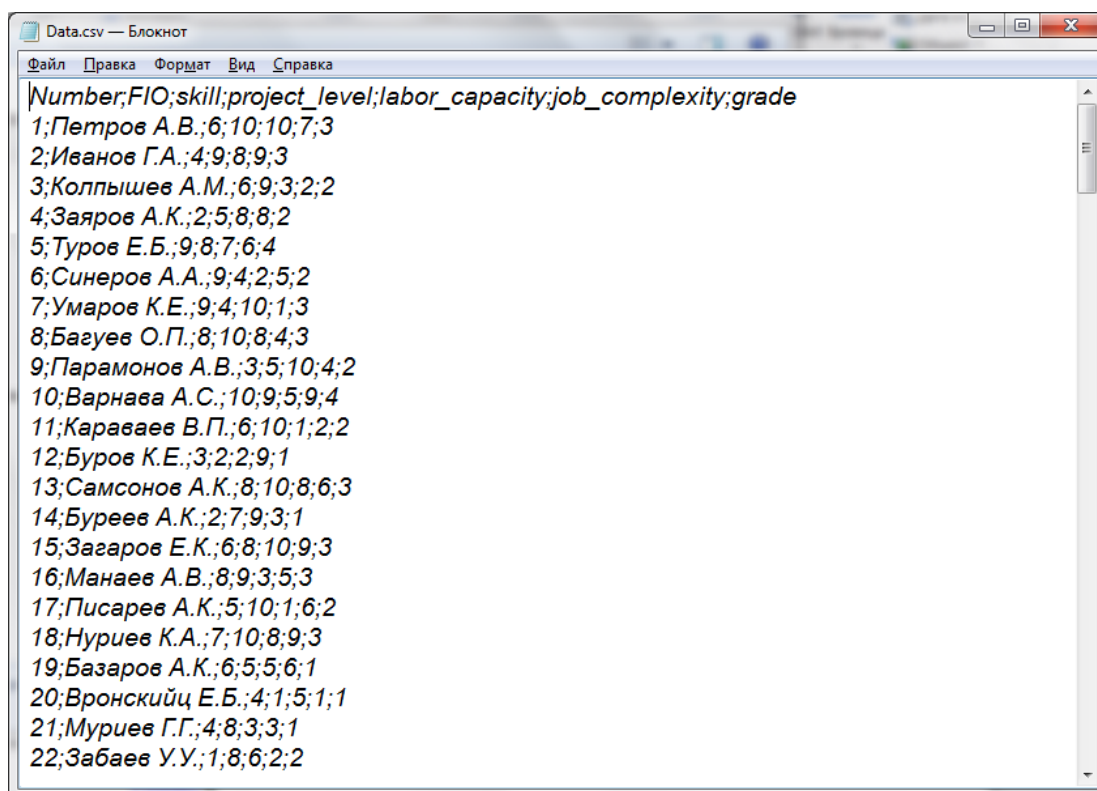 Data.csv — Блокнот
Файл Правка Формат Вид Справка
Number;FIO;skill;project_level;labor_capacity;job_complexity;grade
1;Петров А.В.;6;10;10;7;3
2;Иванов Г.А.;4;9;8;9;3
3;Колпышев А.М.;6;9;3;2;2
4;Заяров А.К.;2;5;8;8;2
5;Туров Е.Б.;9;8;7;6;4
6;Синеров А.А.;9;4;2;5;2
7;Умаров К.Е.;9;4;10;1;3
8;Багуев О.П.;8;10;8;4;3
9;Парамонов А.В.;3;5;10;4;2
10;Варнава А.С.;10;9;5;9;4
11;Караваев В.П.;6;10;1;2;2
12;Буров К.Е.;3;2;2;9;1
13;Самсонов А.К.;8;10;8;6;3
14;Буреев А.К.;2;7;9;3;1
15;Загаров Е.К.;6;8;10;9;3
16;Манаев А.В.;8;9;3;5;3
17;Писарев А.К.;5;10;1;6;2
18;Нуриев К.А.;7;10;8;9;3
19;Базаров А.К.;6;5;5;6;1
20;Вронскийц Е.Б.;4;1;5;1;1
21;Муриев Г.Г.;4;8;3;3;1
22;Забаев У.У.;1;8;6;2;2